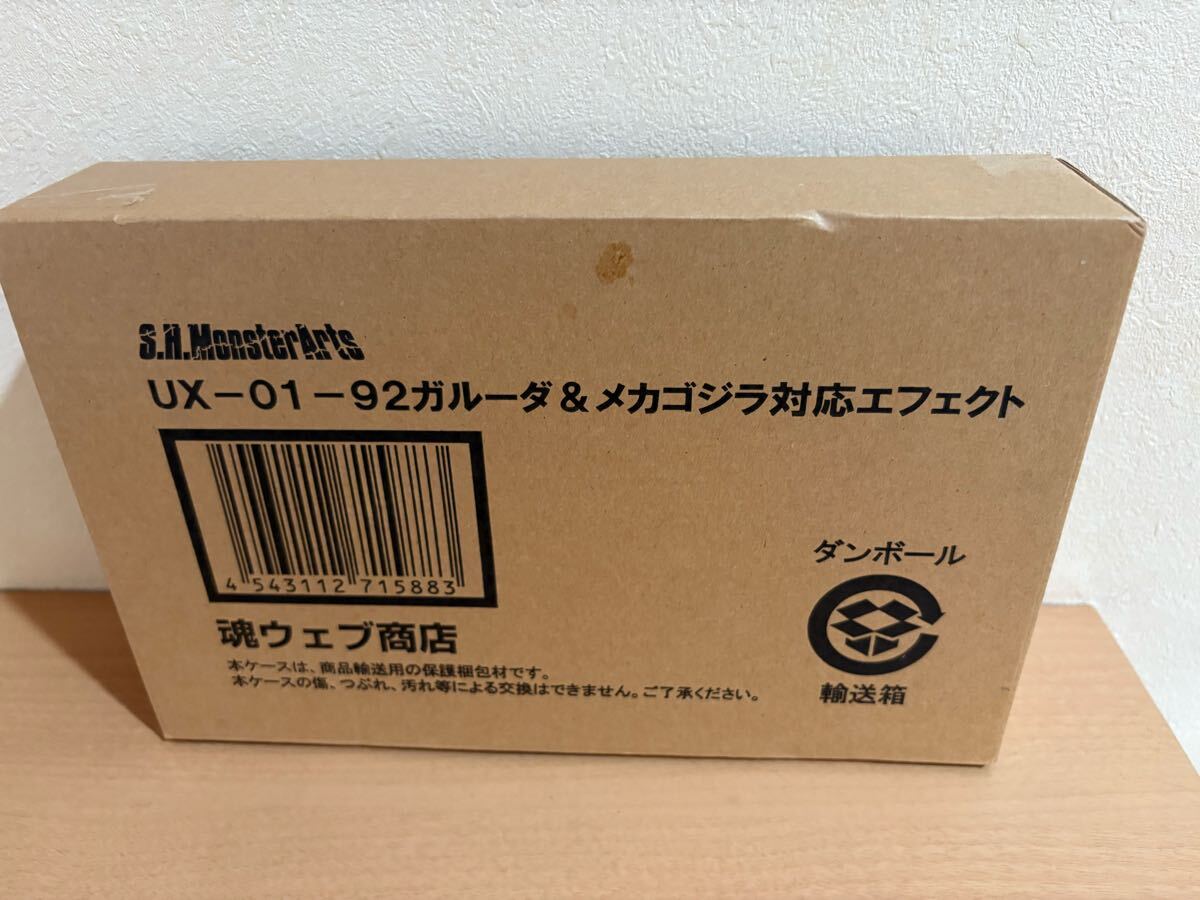 S.H.MonsterArts
UX-01-92ガルーダ＆メカゴジラ対応エフェクト
4 543112 715883
魂ウェブ商店
本ケースは、商品輸送用の保護梱包材です。
本ケースの傷、つぶれ、汚れ等による交換はできません。ご了承ください。
ダンボール
輸送箱